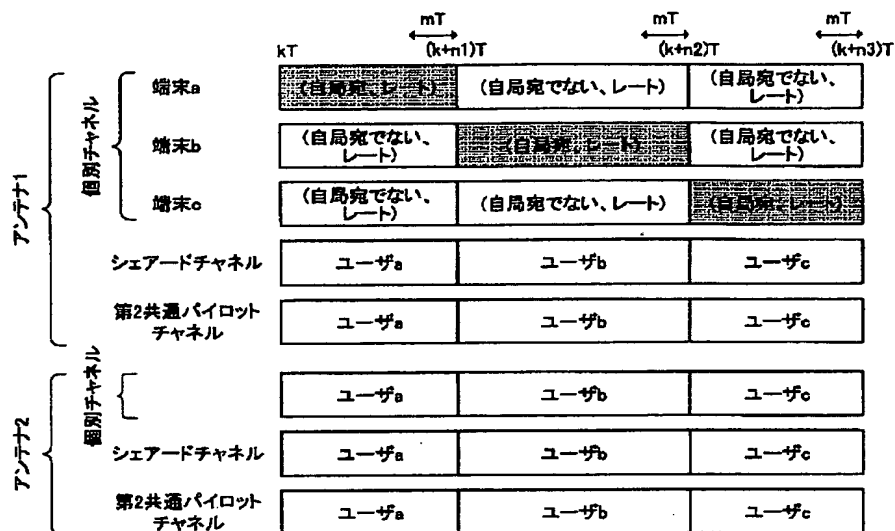 mT mT mT
kT (k+n1)T (k+n2)T (k+n3)T
アンテナ1
個別チャネル
端末a
(自局宛、レート)
(自局宛でない、レート)
(自局宛でない、
レート)
端末b
(自局宛でない、
レート)
(自局宛、レート)
(自局宛でない、
レート)
端末c
(自局宛でない、
レート)
(自局宛でない、レート)
(自局宛、レート)
シェアードチャネル
ユーザa ユーザb ユーザc
第2共通パイロット
チャネル
ユーザa ユーザb ユーザc
アンテナ2
個別チャネル
ユーザa ユーザb ユーザc
シェアードチャネル
ユーザa ユーザb ユーザc
第2共通パイロット
チャネル
ユーザa ユーザb ユーザc